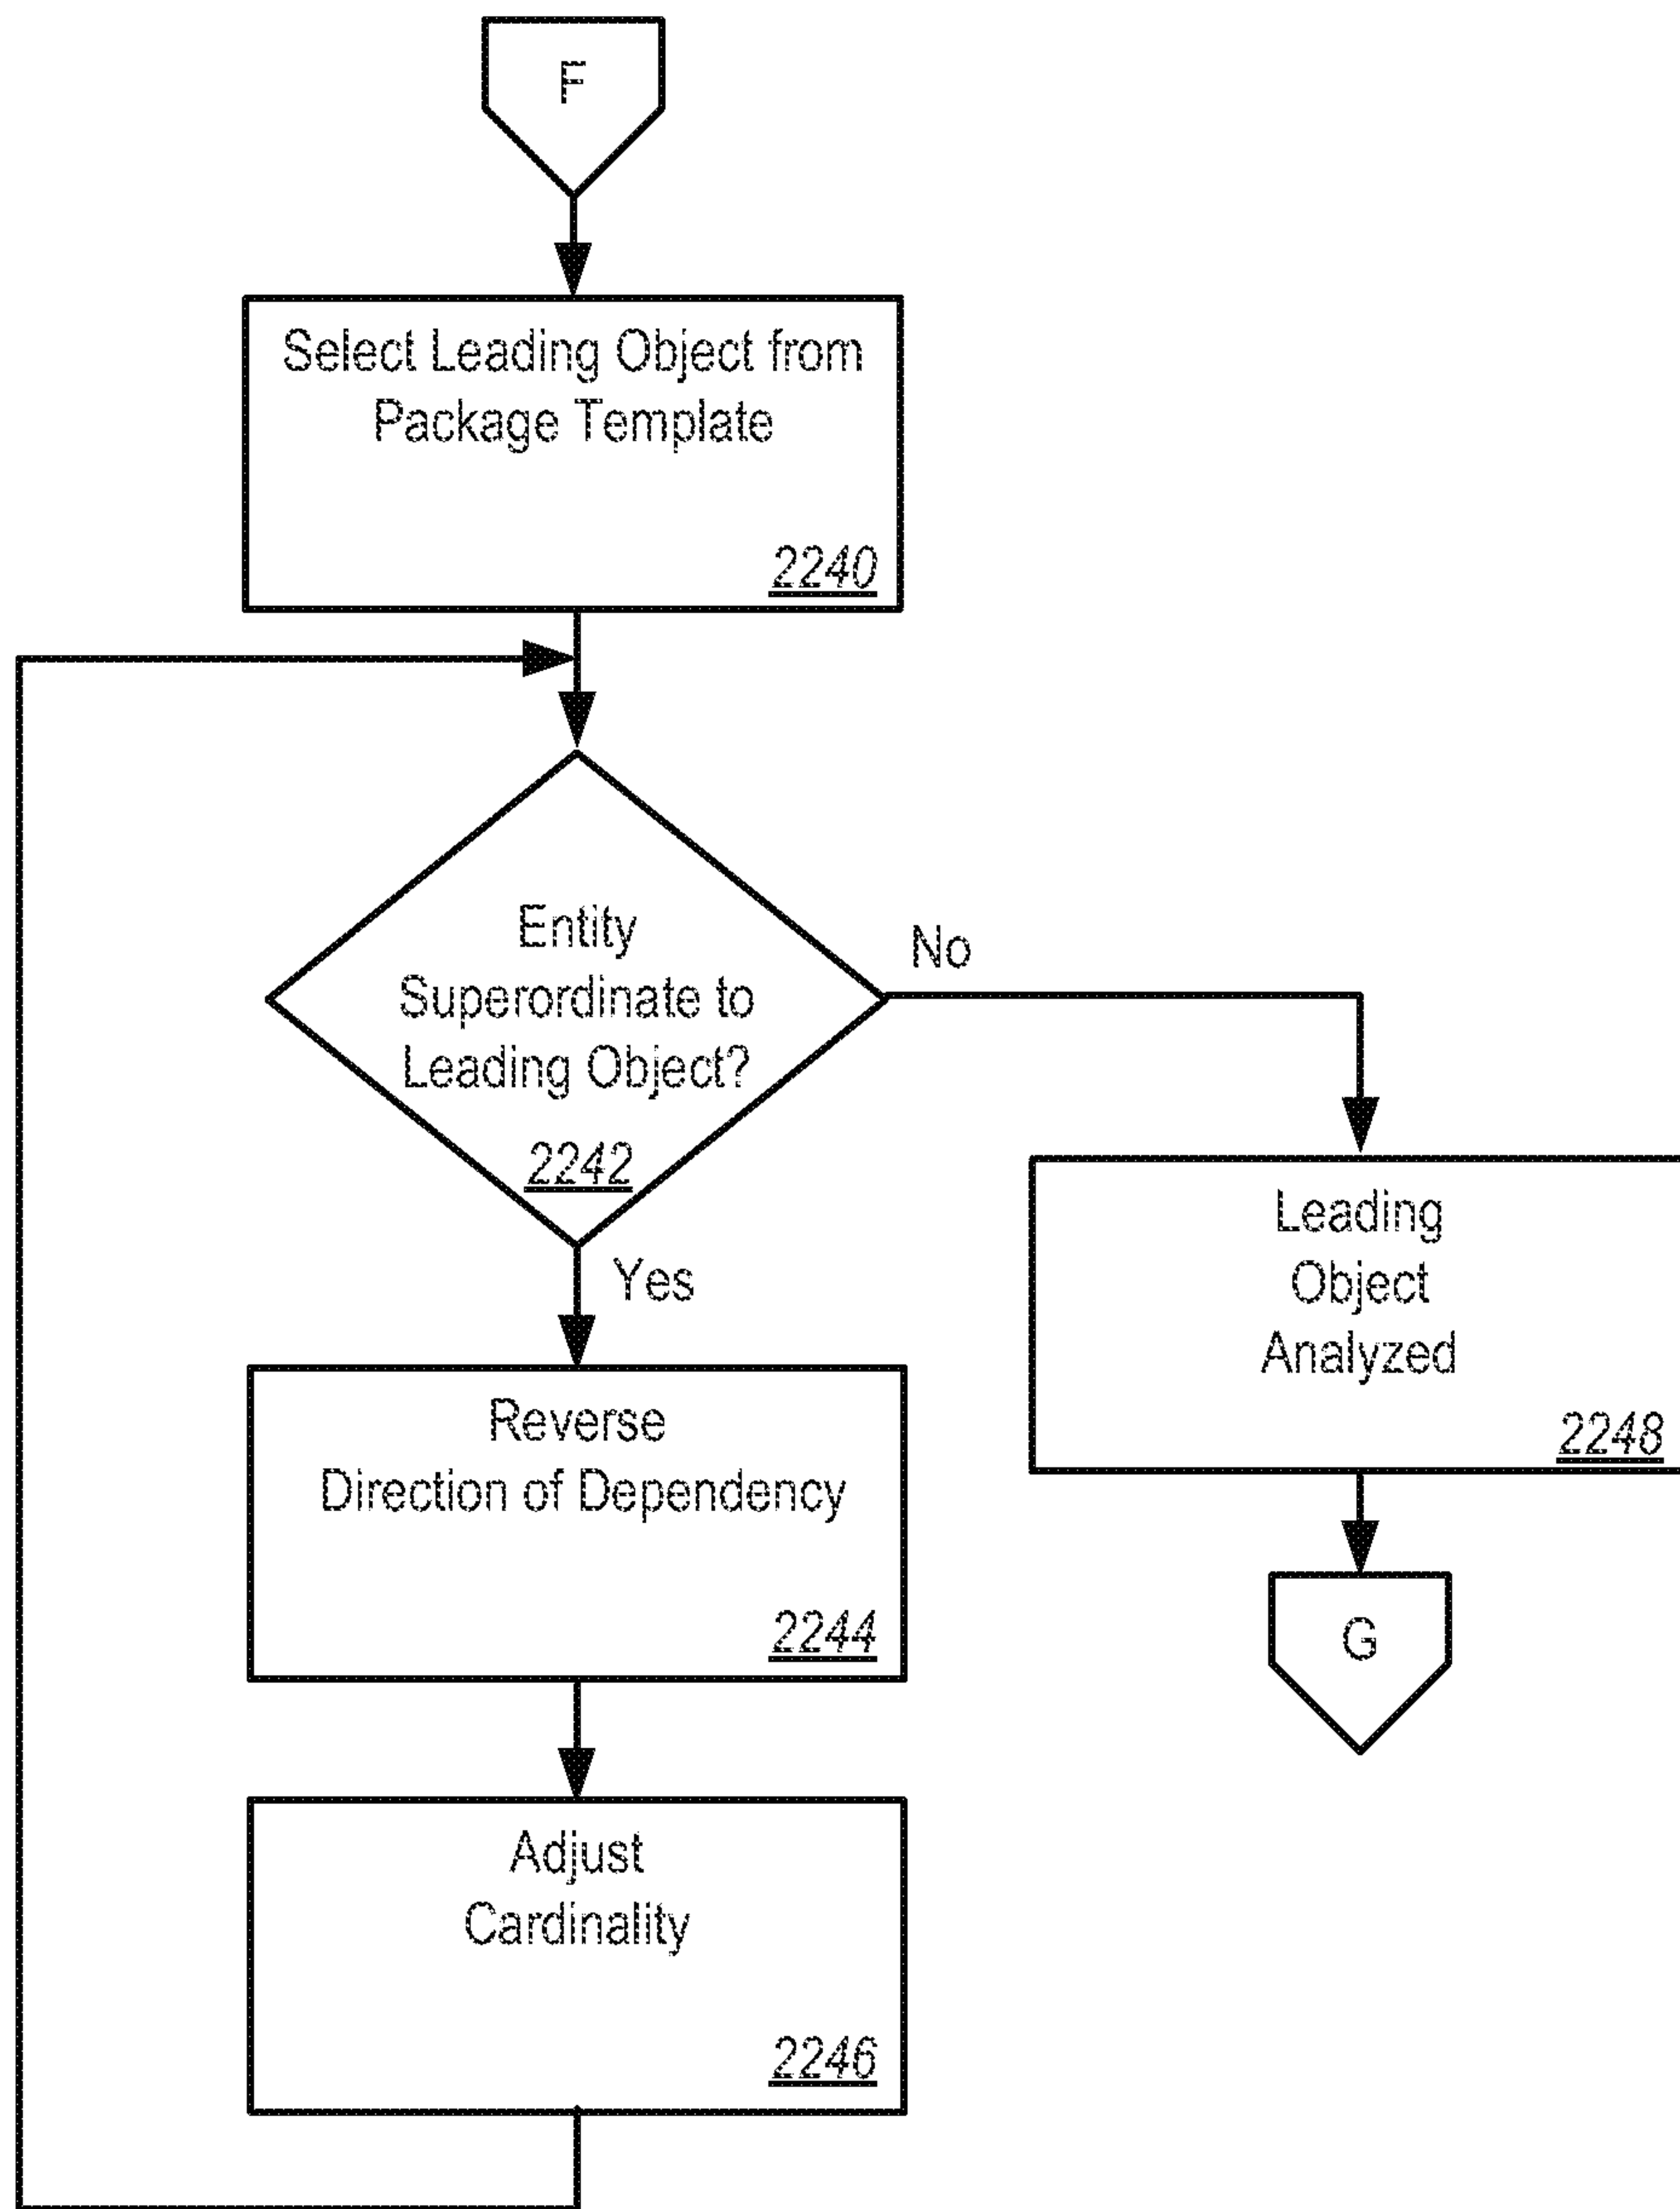 F
Select Leading Object from
Package Template
2240
Entity
Superordinate to
Leading Object?
2242
No
Yes
Leading
Object
Analyzed
2248
Reverse
Direction of Dependency
2244
G
Adjust
Cardinality
2246